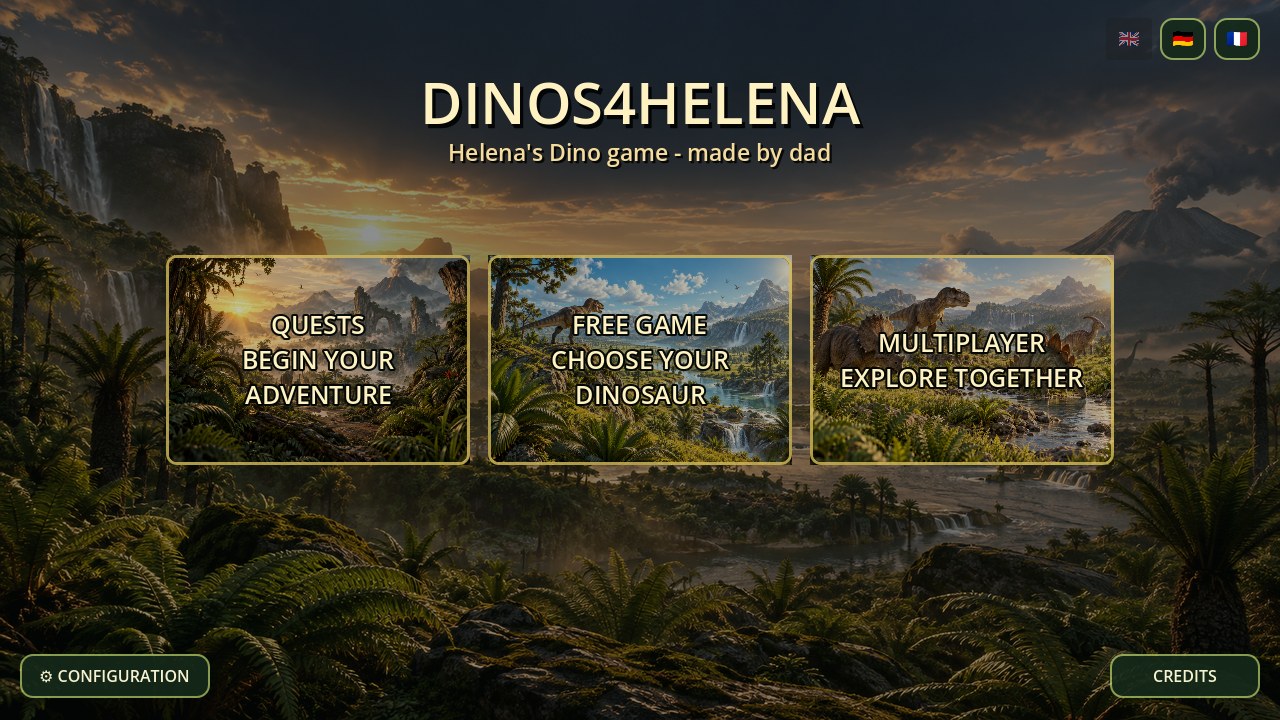 DINOS4HELENA
Helena's Dino game - made by dad
QUESTS
BEGIN YOUR
ADVENTURE
FREE GAME
CHOOSE YOUR
DINOSAUR
MULTIPLAYER
EXPLORE TOGETHER
⚙ CONFIGURATION
CREDITS